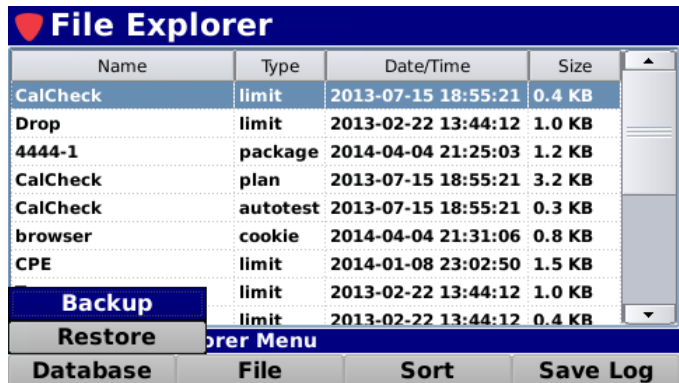 File Explorer
Name Type Date/Time Size
CalCheck limit 2013-07-15 18:55:21 0.4 KB
Drop limit 2013-02-22 13:44:12 1.0 KB
4444-1 package 2014-04-04 21:25:03 1.2 KB
CalCheck plan 2013-07-15 18:55:21 3.2 KB
CalCheck autotest 2013-07-15 18:55:21 0.3 KB
browser cookie 2014-04-04 21:31:06 0.8 KB
CPE limit 2014-01-08 23:02:50 1.5 KB
limit 2013-02-22 13:44:12 1.0 KB
Backup
limit 2013-02-22 13:44:12 0.4 KB
Restore
orer Menu
Database File Sort Save Log